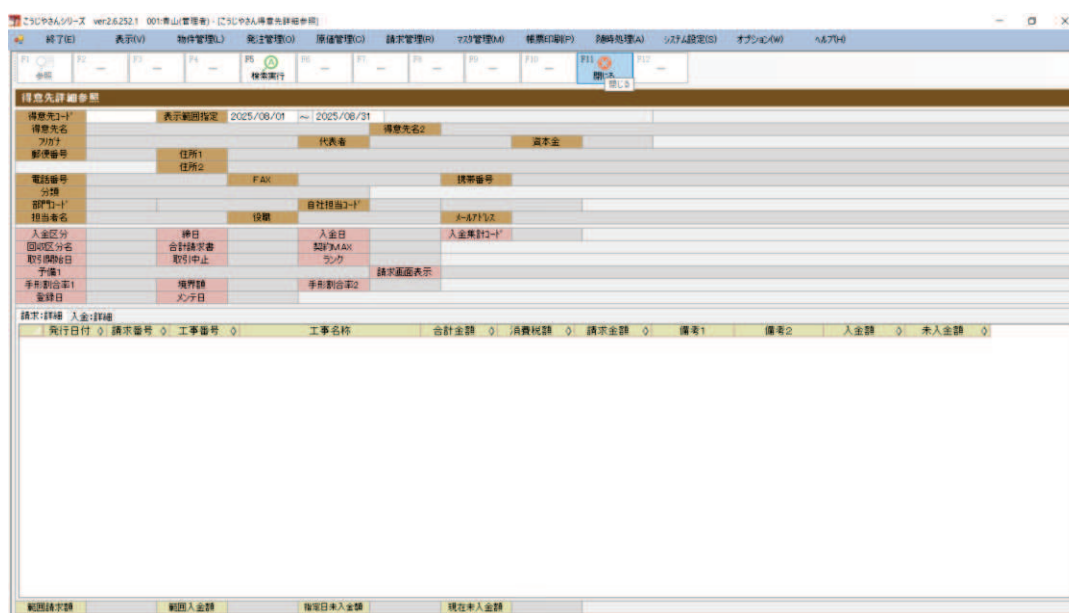 こうじやさんシリーズ ver2.6.252.1 001:青山(管理者) - [こうじやさん得意先詳細参照]
終了(E) 表示(V) 物件管理(L) 発注管理(O) 原価管理(C) 請求管理(R) マスタ管理(M) 帳票印刷(P) 随時処理(A) システム設定(S) オプション(W) ヘルプ(H)
F1 F2 F3 F4 F5 F6 F7 F8 F9 F10 F11 F12
参照 検索実行 閉じる
閉じる
得意先詳細参照
得意先コード 表示範囲指定 2025/08/01 ~ 2025/08/31
得意先名 得意先名2
フリガナ 代表者 資本金
郵便番号 住所1
住所2
電話番号 FAX 携帯番号
分類
部門コード 自社担当コード
担当者名 役職 メールアドレス
入金区分 締日 入金日 入金集計コード
回収区分名 合計請求書 契約MAX
取引開始日 取引中止 ランク
予備1 請求画面表示
手形割合率1 境界額 手形割合率2
登録日 メンテ日
請求:詳細 入金:詳細
発行日付 ◇ 請求番号 ◇ 工事番号 ◇ 工事名称 合計金額 ◇ 消費税額 ◇ 請求金額 ◇ 備考1 備考2 入金額 ◇ 未入金額 ◇
範囲請求額 範囲入金額 指定日未入金額 現在未入金額